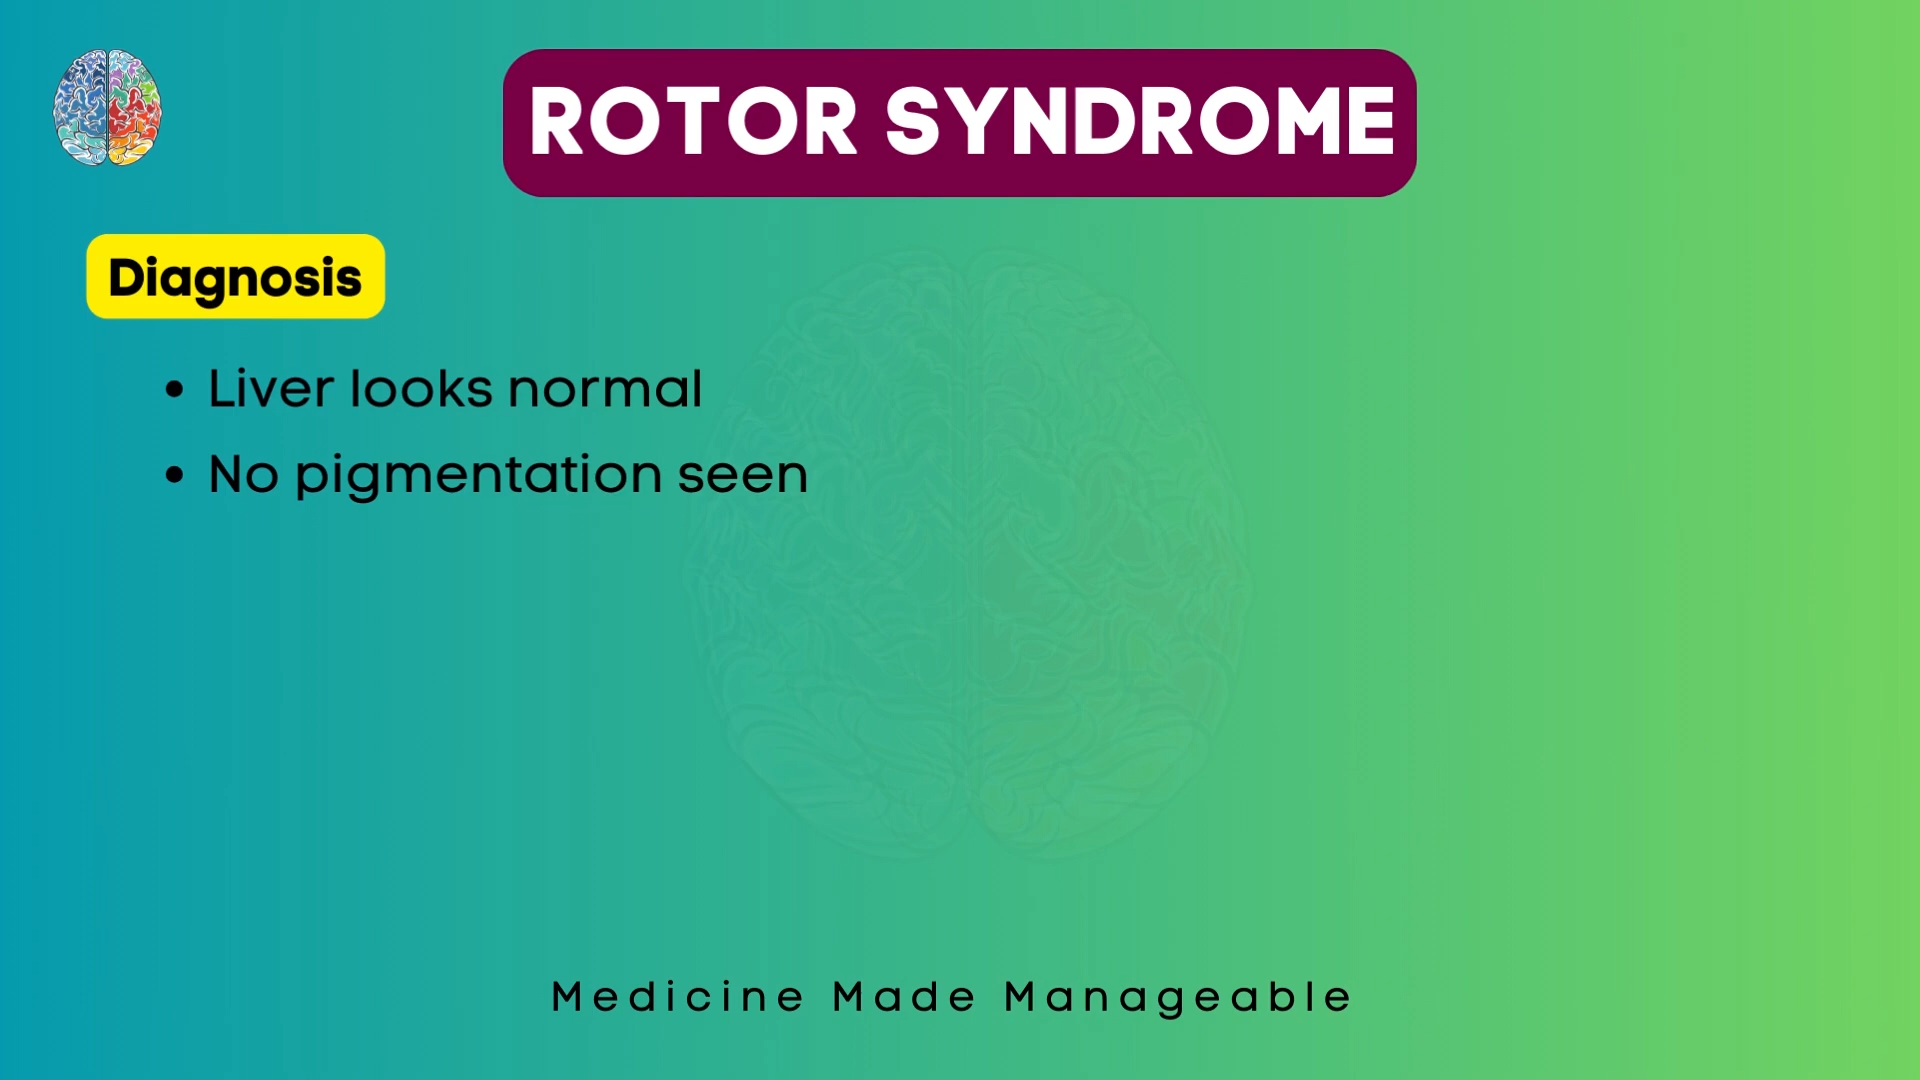 ROTOR SYNDROME
Diagnosis
• Liver looks normal
• No pigmentation seen
Medicine Made Manageable